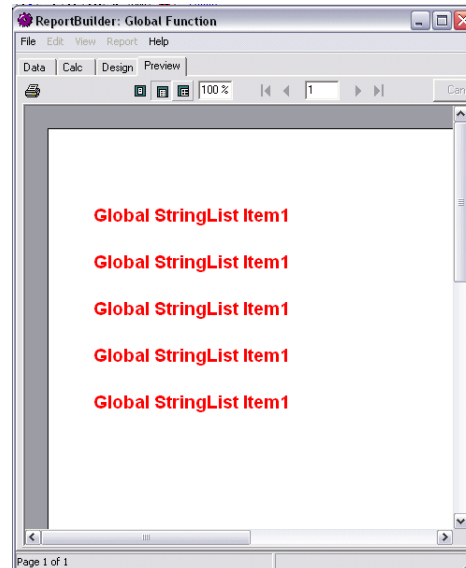 ReportBuilder: Global Function
File Edit View Report Help
Data Calc Design Preview
100 % 1 Can
Global StringList Item1
Global StringList Item1
Global StringList Item1
Global StringList Item1
Global StringList Item1
Page 1 of 1